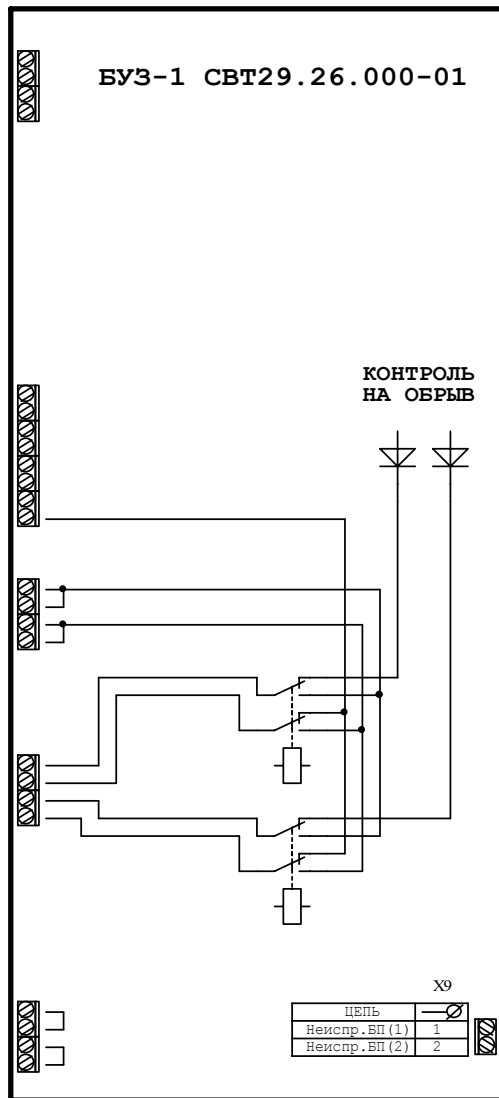 БУЗ-1 СВТ29.26.000-01
КОНТРОЛЬ
НА ОБРЫВ
X9
ЦЕПЬ
Неиспр.БП(1) 1
Неиспр.БП(2) 2